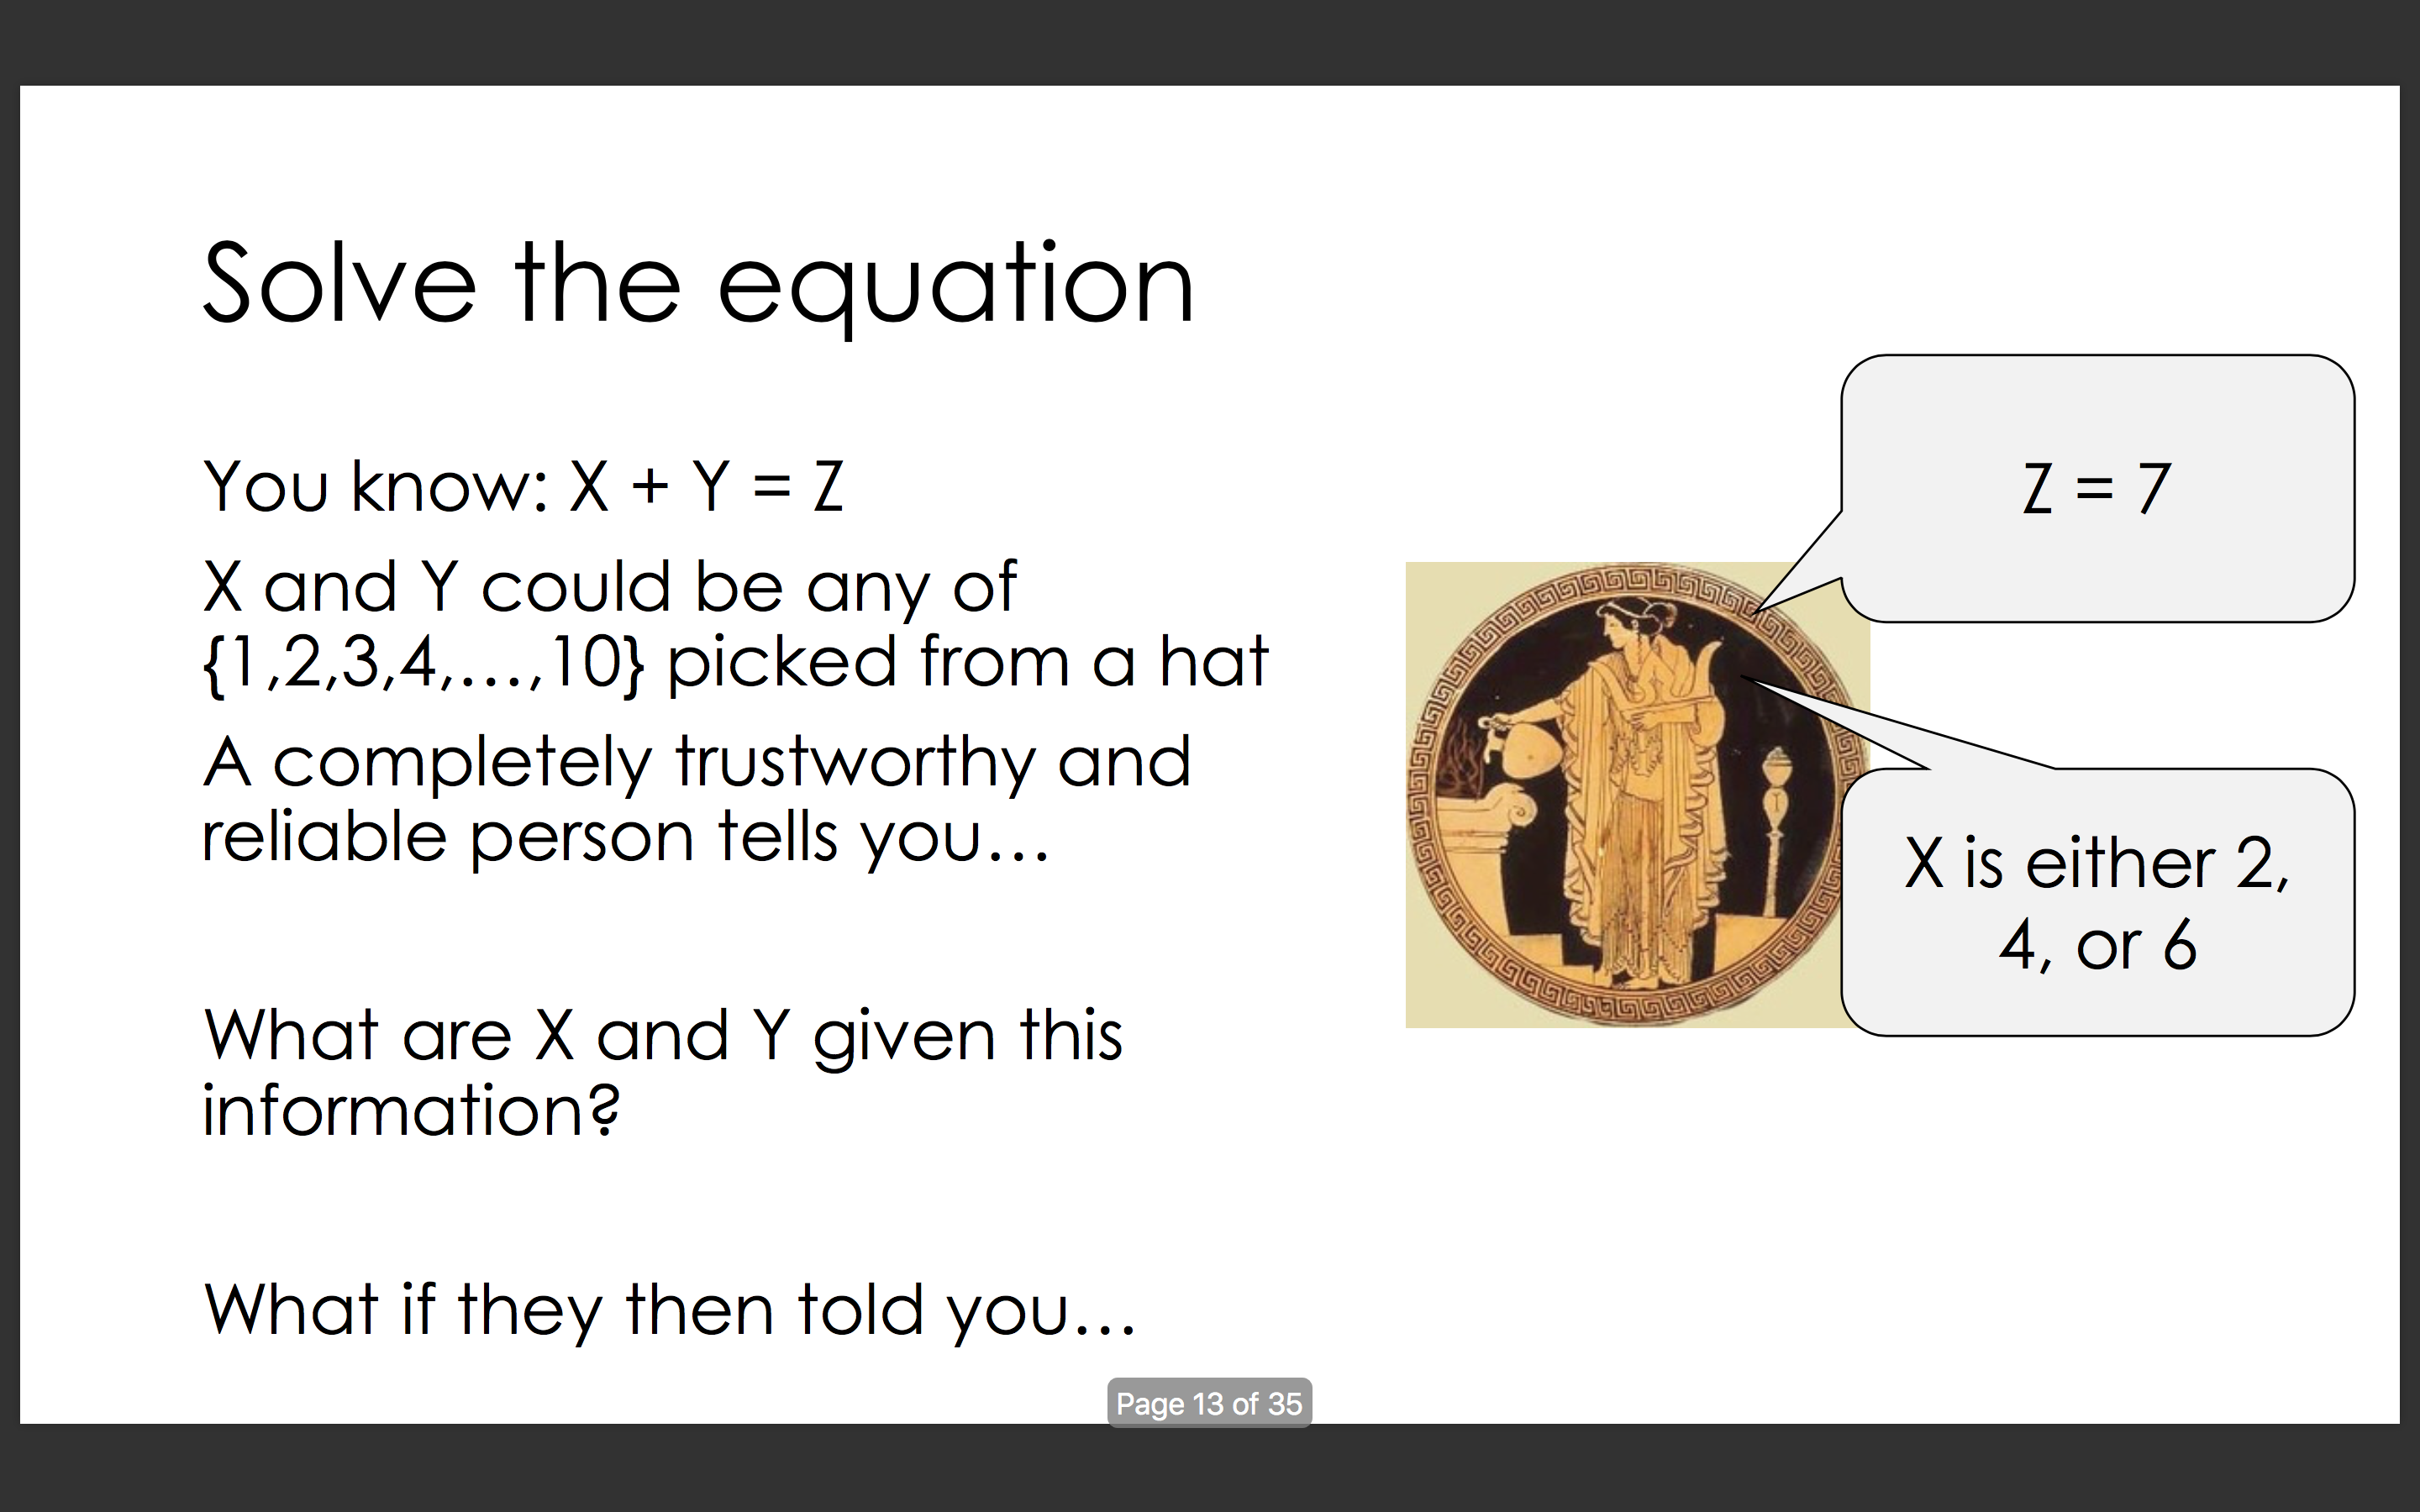 Solve the equation
You know: X + Y = Z
X and Y could be any of
{1,2,3,4,…,10} picked from a hat
A completely trustworthy and
reliable person tells you…
What are X and Y given this
information?
What if they then told you…
Z = 7
X is either 2,
4, or 6
Page 13 of 35